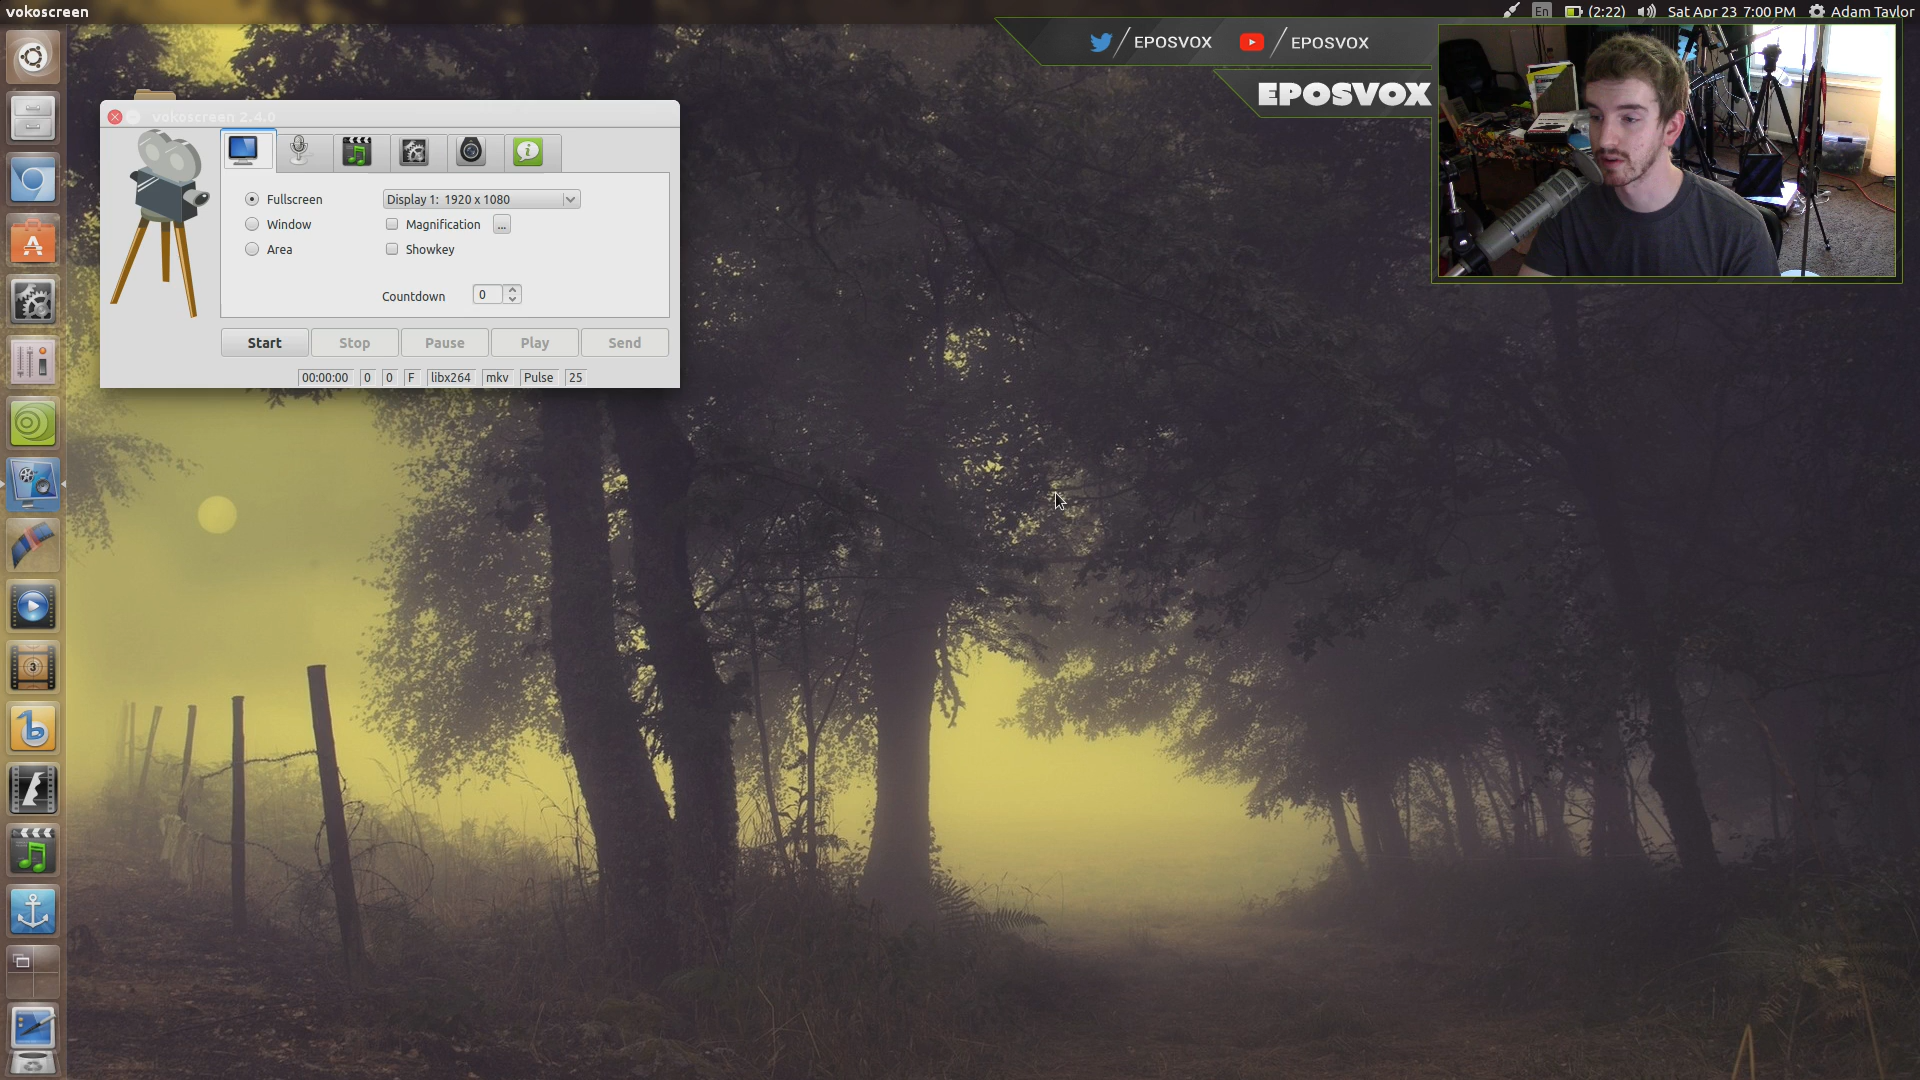 vokoscreen
En
(2:22)
Sat Apr 23 7:00 PM
Adam Taylor
EPOSVOX
EPOSVOX
EPOSVOX
vokoscreen 2.4.0
Fullscreen
Display 1: 1920 x 1080
Window
Magnification
...
Area
Showkey
Countdown
0
Start
Stop
Pause
Play
Send
00:00:00
0
0
F
libx264
mkv
Pulse
25